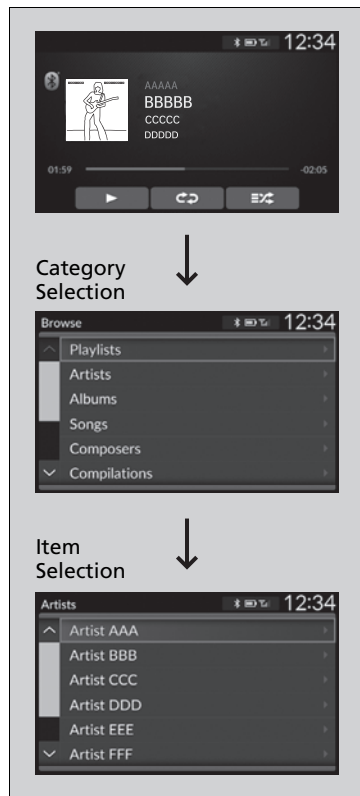 12:34
AAAAA
BBBBB
CCCCC
DDDDD
01:59 -02:05
Category
Selection
Browse 12:34
Playlists
Artists
Albums
Songs
Composers
Compilations
Item
Selection
Artists 12:34
Artist AAA
Artist BBB
Artist CCC
Artist DDD
Artist EEE
Artist FFF